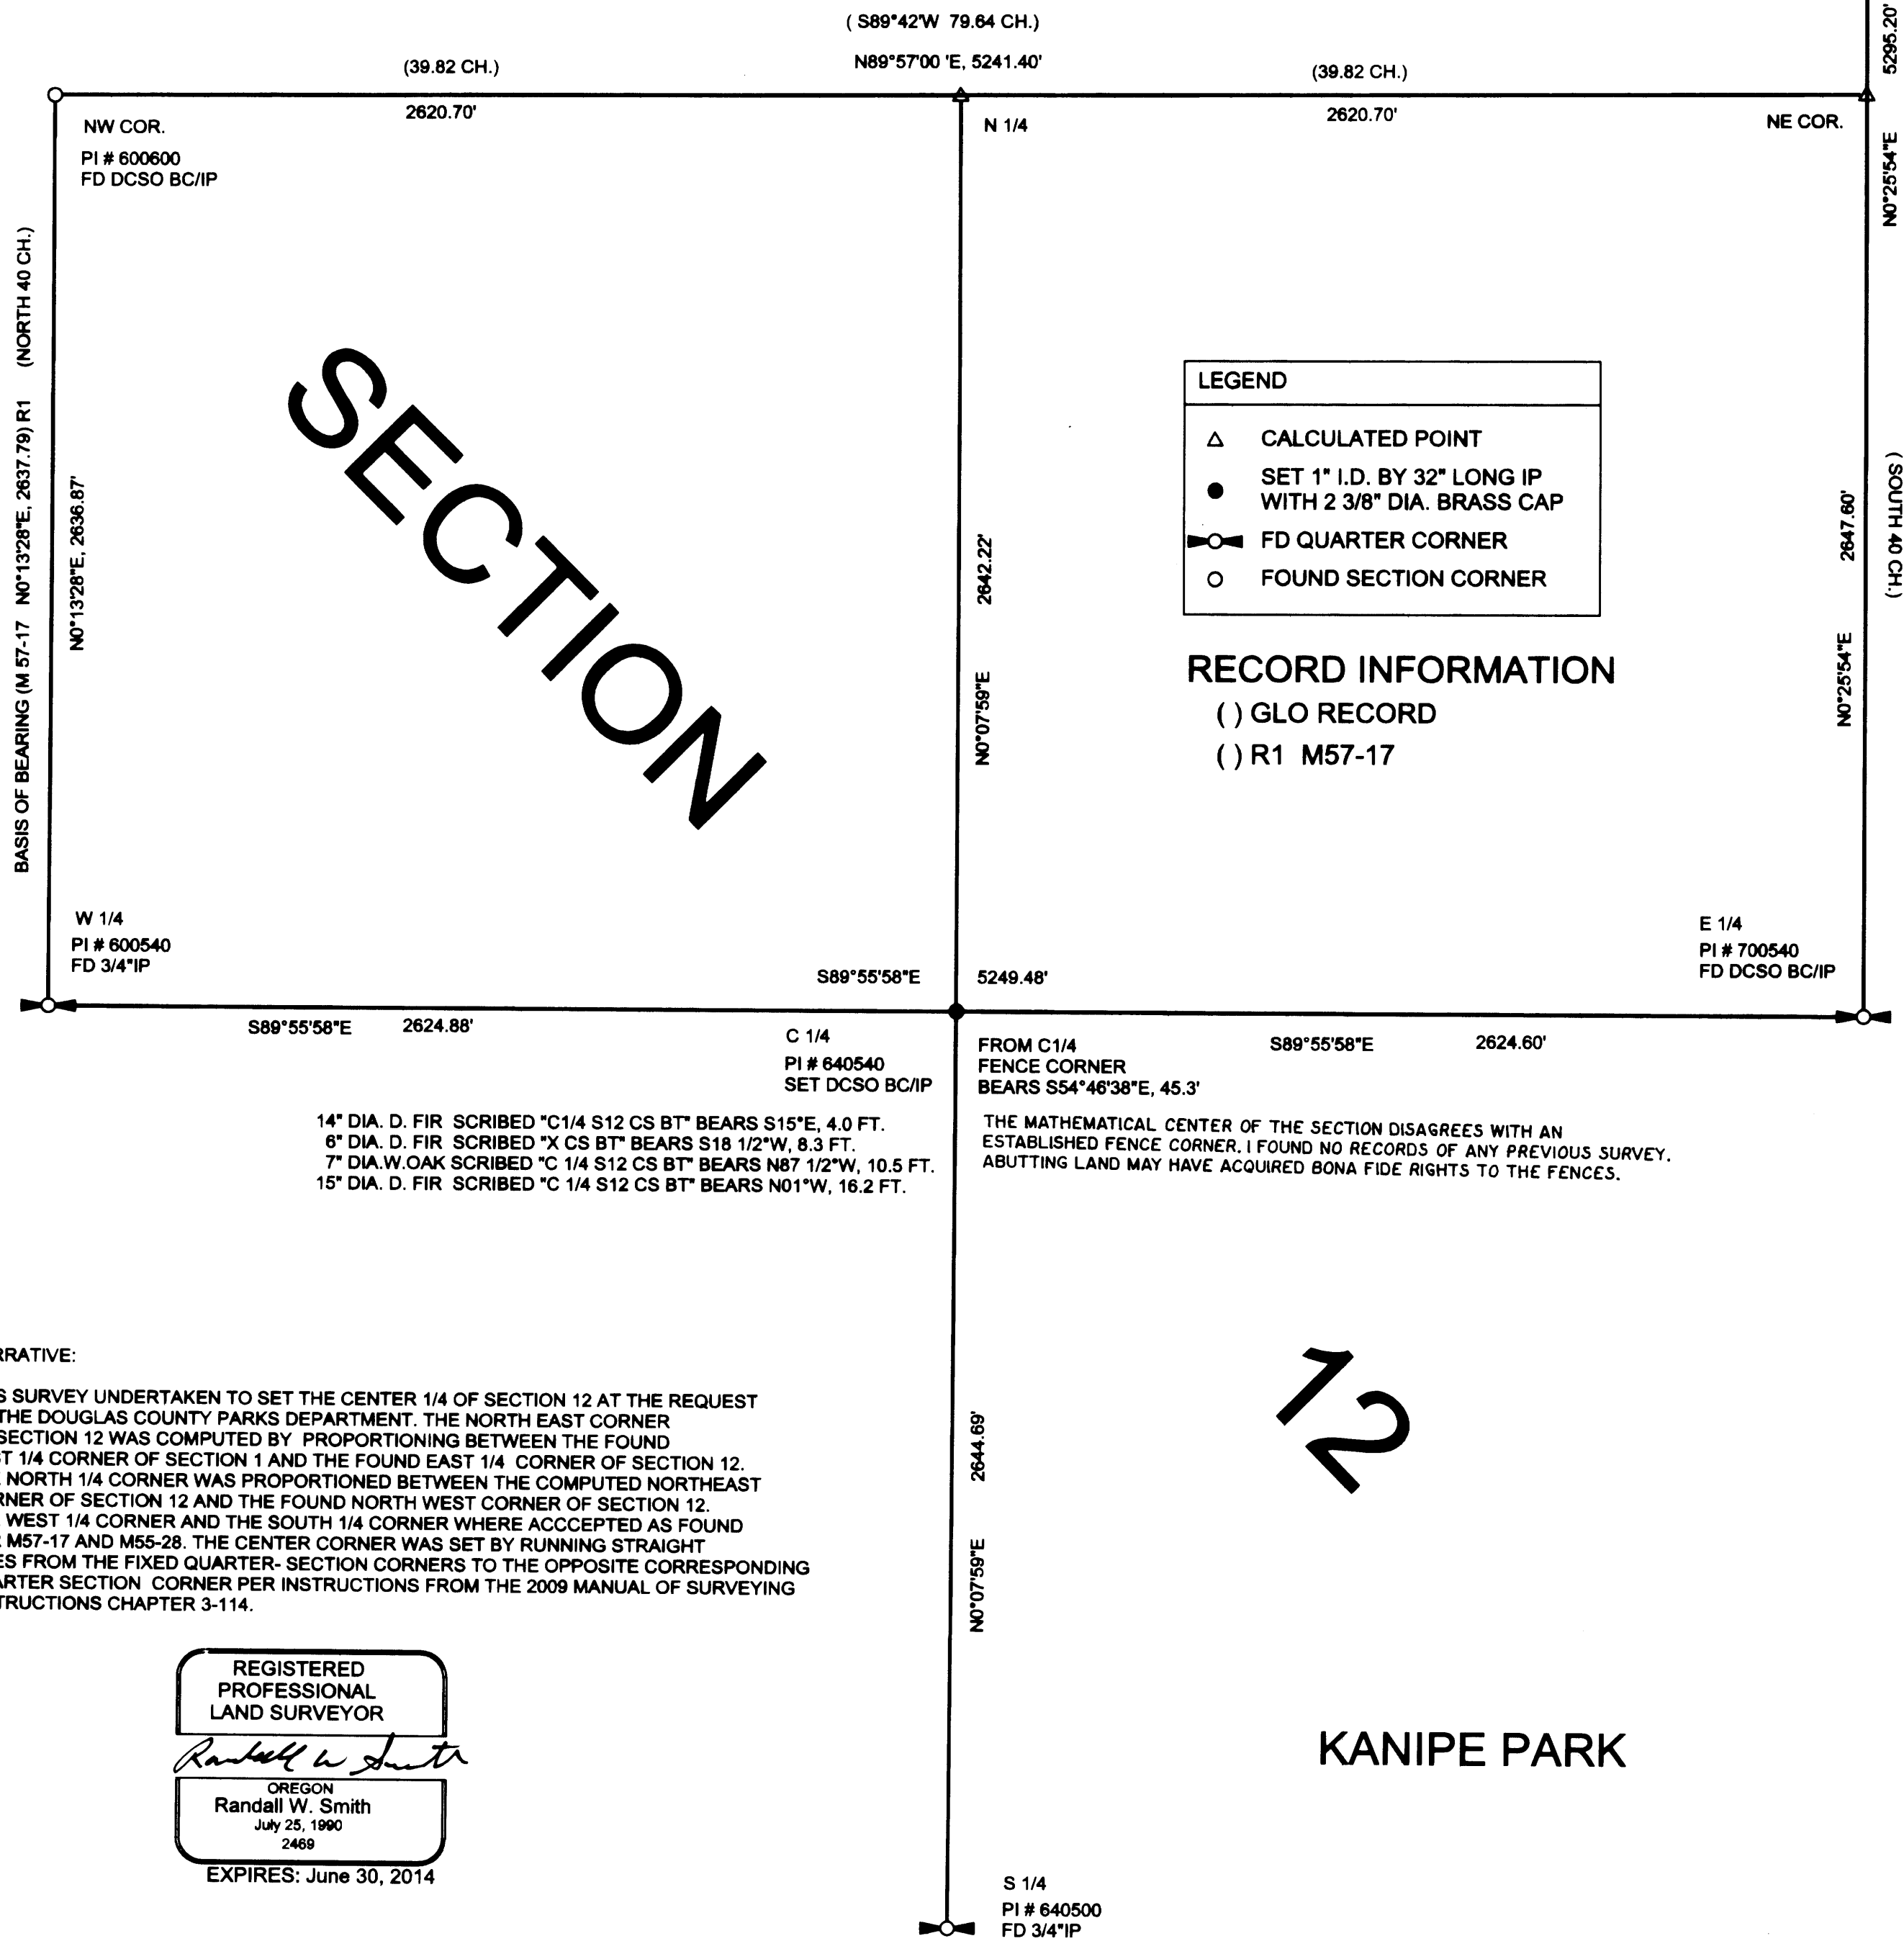 ( S89°42'W 79.64 CH.)
N89°57'00 'E, 5241.40'
(39.82 CH.)
(39.82 CH.)
2620.70'
2620.70'
5295.20'
N0°25'54"E
NW COR.
PI # 600600
FD DCSO BC/IP
N 1/4
NE COR.
BASIS OF BEARING (M 57-17 N0°13'28"E, 2637.79) R1 (NORTH 40 CH.)
N0°13'28"E, 2636.87'
SECTION
2642.22'
N0°07'59"E
LEGEND
CALCULATED POINT
SET 1" I.D. BY 32" LONG IP
WITH 2 3/8" DIA. BRASS CAP
FD QUARTER CORNER
FOUND SECTION CORNER
RECORD INFORMATION
( ) GLO RECORD
( ) R1 M57-17
2647.60'
N0°25'54"E
( SOUTH 40 CH.)
W 1/4
PI # 600540
FD 3/4"IP
E 1/4
PI # 700540
FD DCSO BC/IP
S89°55'58"E 5249.48'
S89°55'58"E 2624.88'
C 1/4
PI # 640540
SET DCSO BC/IP
FROM C1/4
FENCE CORNER
BEARS S54°46'38"E, 45.3'
S89°55'58"E 2624.60'
14" DIA. D. FIR SCRIBED "C1/4 S12 CS BT" BEARS S15°E, 4.0 FT.
6" DIA. D. FIR SCRIBED "X CS BT" BEARS S18 1/2°W, 8.3 FT.
7" DIA.W.OAK SCRIBED "C 1/4 S12 CS BT" BEARS N87 1/2°W, 10.5 FT.
15" DIA. D. FIR SCRIBED "C 1/4 S12 CS BT" BEARS N01°W, 16.2 FT.
THE MATHEMATICAL CENTER OF THE SECTION DISAGREES WITH AN
ESTABLISHED FENCE CORNER. I FOUND NO RECORDS OF ANY PREVIOUS SURVEY.
ABUTTING LAND MAY HAVE ACQUIRED BONA FIDE RIGHTS TO THE FENCES.
RRATIVE:
S SURVEY UNDERTAKEN TO SET THE CENTER 1/4 OF SECTION 12 AT THE REQUEST
THE DOUGLAS COUNTY PARKS DEPARTMENT. THE NORTH EAST CORNER
SECTION 12 WAS COMPUTED BY PROPORTIONING BETWEEN THE FOUND
ST 1/4 CORNER OF SECTION 1 AND THE FOUND EAST 1/4 CORNER OF SECTION 12.
E NORTH 1/4 CORNER WAS PROPORTIONED BETWEEN THE COMPUTED NORTHEAST
RNER OF SECTION 12 AND THE FOUND NORTH WEST CORNER OF SECTION 12.
WEST 1/4 CORNER AND THE SOUTH 1/4 CORNER WHERE ACCCEPTED AS FOUND
R M57-17 AND M55-28. THE CENTER CORNER WAS SET BY RUNNING STRAIGHT
ES FROM THE FIXED QUARTER- SECTION CORNERS TO THE OPPOSITE CORRESPONDING
ARTER SECTION CORNER PER INSTRUCTIONS FROM THE 2009 MANUAL OF SURVEYING
TRUCTIONS CHAPTER 3-114.
2644.69'
N0°07'59"E
12
REGISTERED
PROFESSIONAL
LAND SURVEYOR
Randall W Smith
OREGON
Randall W. Smith
July 25, 1990
2469
EXPIRES: June 30, 2014
KANIPE PARK
S 1/4
PI # 640500
FD 3/4"IP